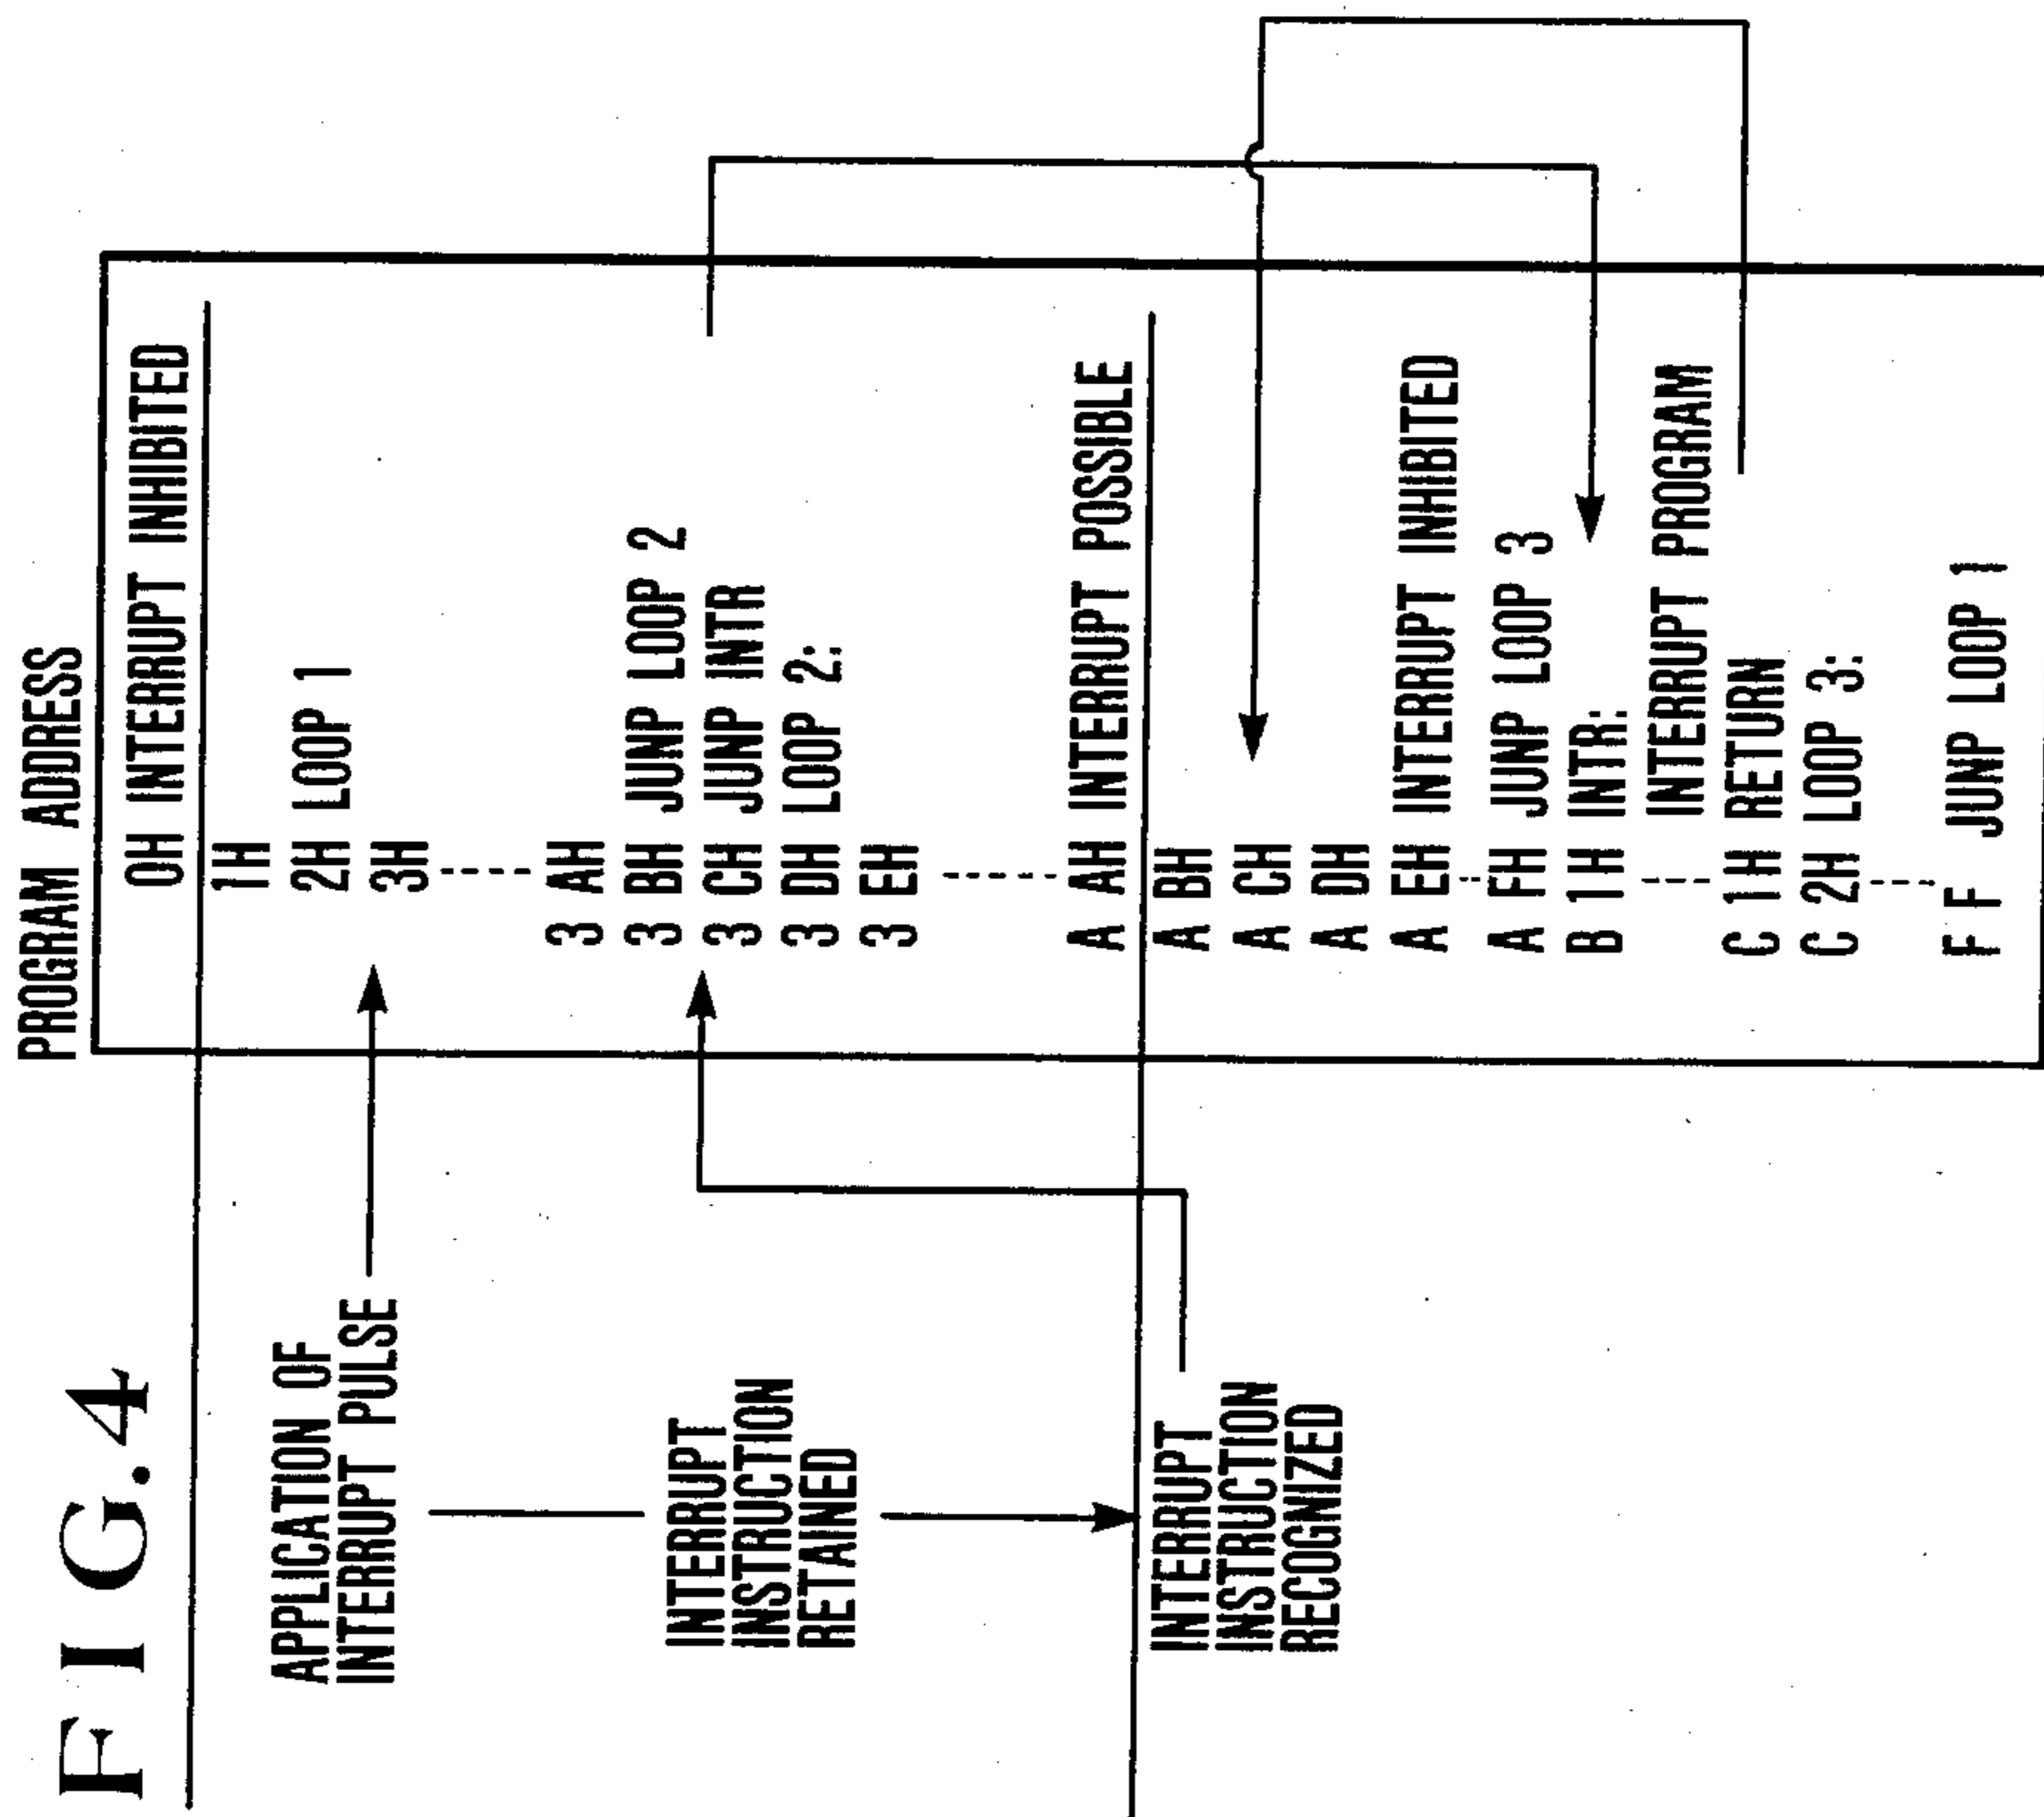 FIG.4
APPLICATION OF
INTERRUPT PULSE
INTERRUPT
INSTRUCTION
RETAINED
INTERRUPT
INSTRUCTION
RECOGNIZED
PROGRAM ADDRESS
0H INTERRUPT INHIBITED
1H
2H LOOP 1
3H
3 AH
3 BH JUNP LOOP 2
3 CH JUNP INTR
3 DH LOOP 2:
3 EH
A AH INTERRUPT POSSIBLE
A BH
A CH
A DH
A EH INTERRUPT INHIBITED
A FH JUNP LOOP 3
B 1H INTR:
INTERRUPT PROGRAM
C 1H RETURN
C 2H LOOP 3:
F F JUNP LOOP 1